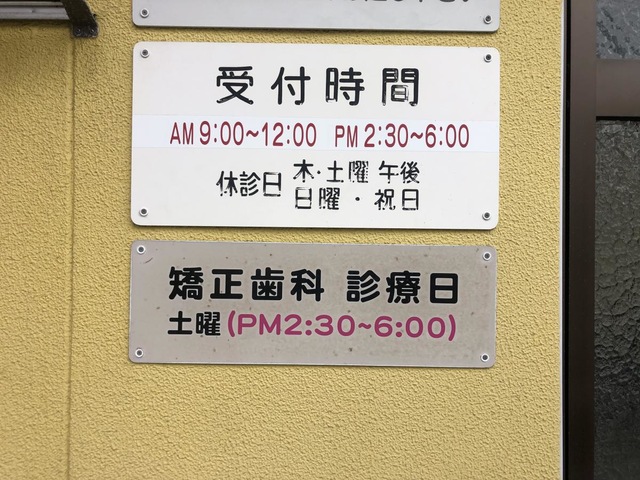 受付時間
AM 9:00~12:00 PM 2:30~6:00
休診日 木・土曜 午後
日曜・祝日
矯正歯科 診療日
土曜(PM2:30~6:00)